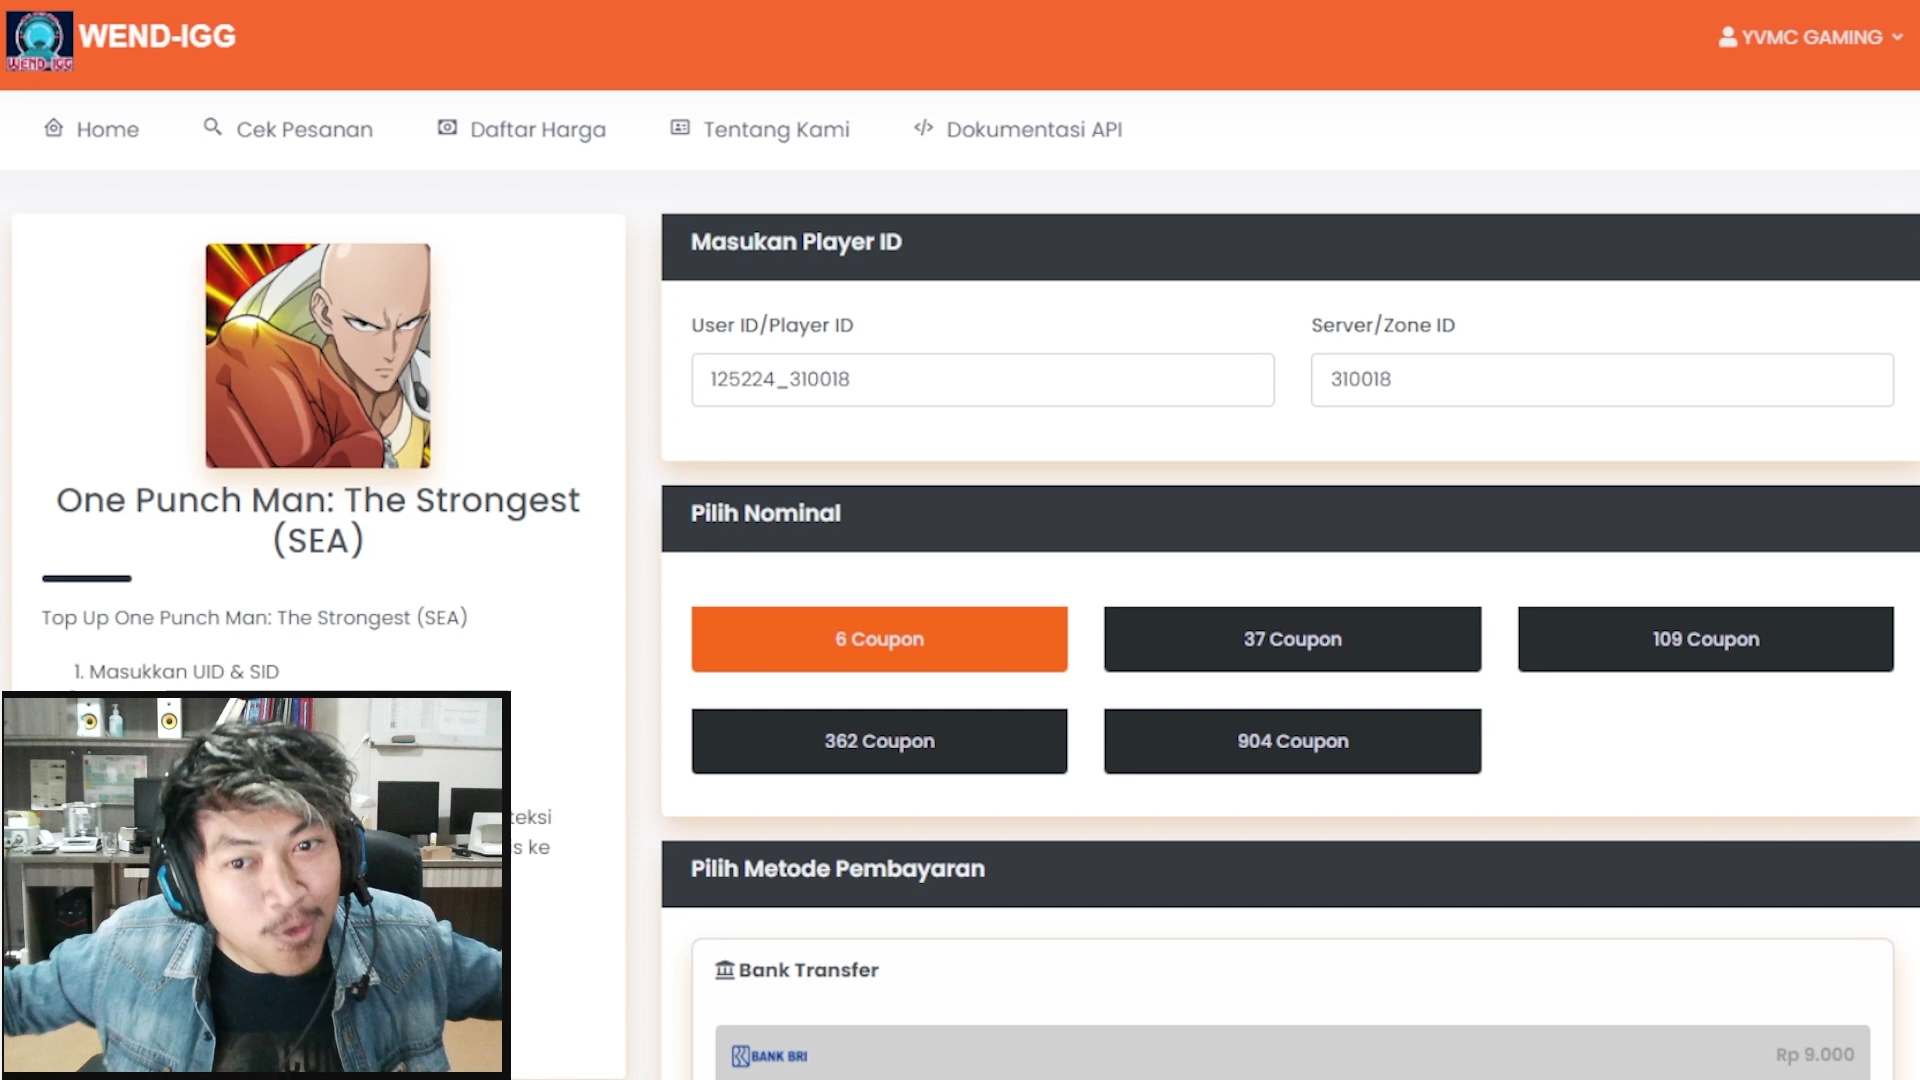 WEND-IGG
WEND-IGG
YVMC GAMING
Home
Cek Pesanan
Daftar Harga
Tentang Kami
Dokumentasi API
One Punch Man: The Strongest
(SEA)
Top Up One Punch Man: The Strongest (SEA)
1. Masukkan UID & SID
teksi
s ke
Masukan Player ID
User ID/Player ID
Server/Zone ID
125224_310018
310018
Pilih Nominal
6 Coupon
37 Coupon
109 Coupon
362 Coupon
904 Coupon
Pilih Metode Pembayaran
Bank Transfer
BANK BRI
Rp 9.000